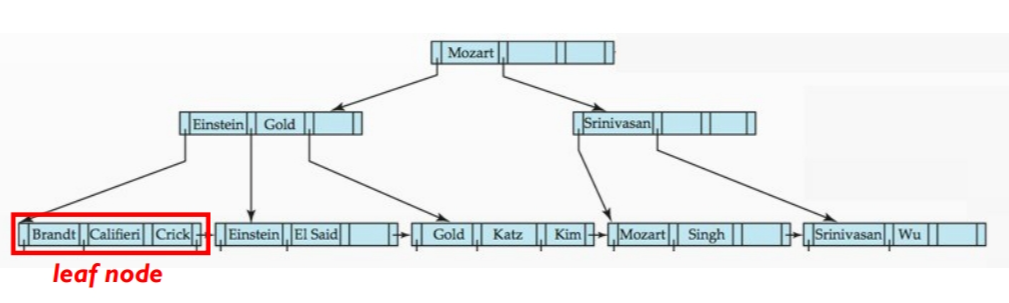 Mozart
Einstein Gold
Srinivasan
Brandt Califieri Crick Einstein El Said Gold Katz Kim Mozart Singh Srinivasan Wu
leaf node